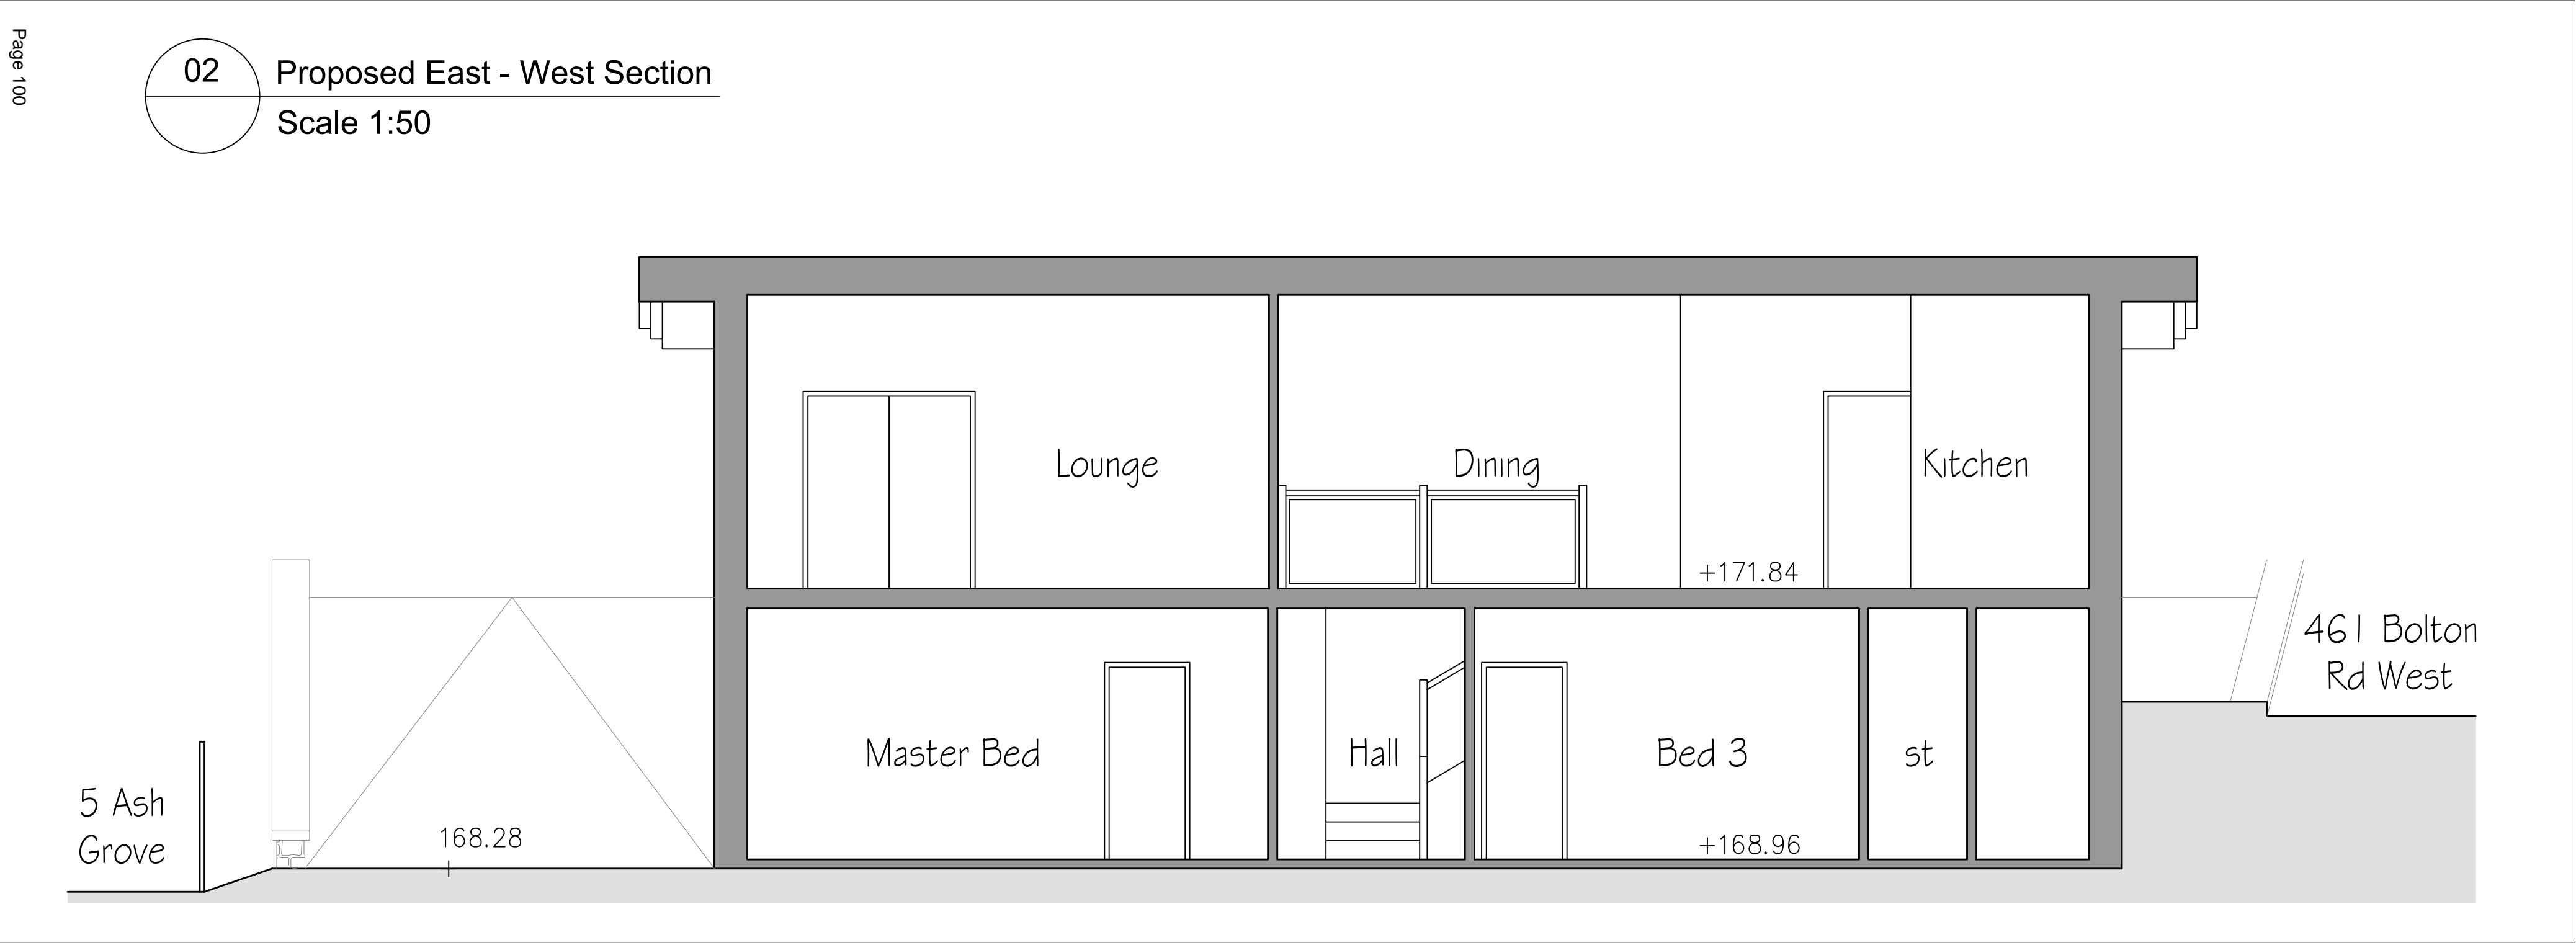 Page 100
02
Proposed East - West Section
Scale 1:50
Lounge
Dining
Kitchen
+171.84
461 Bolton
Rd West
Master Bed
Hall
Bed 3
st
5 Ash
Grove
168.28
+168.96